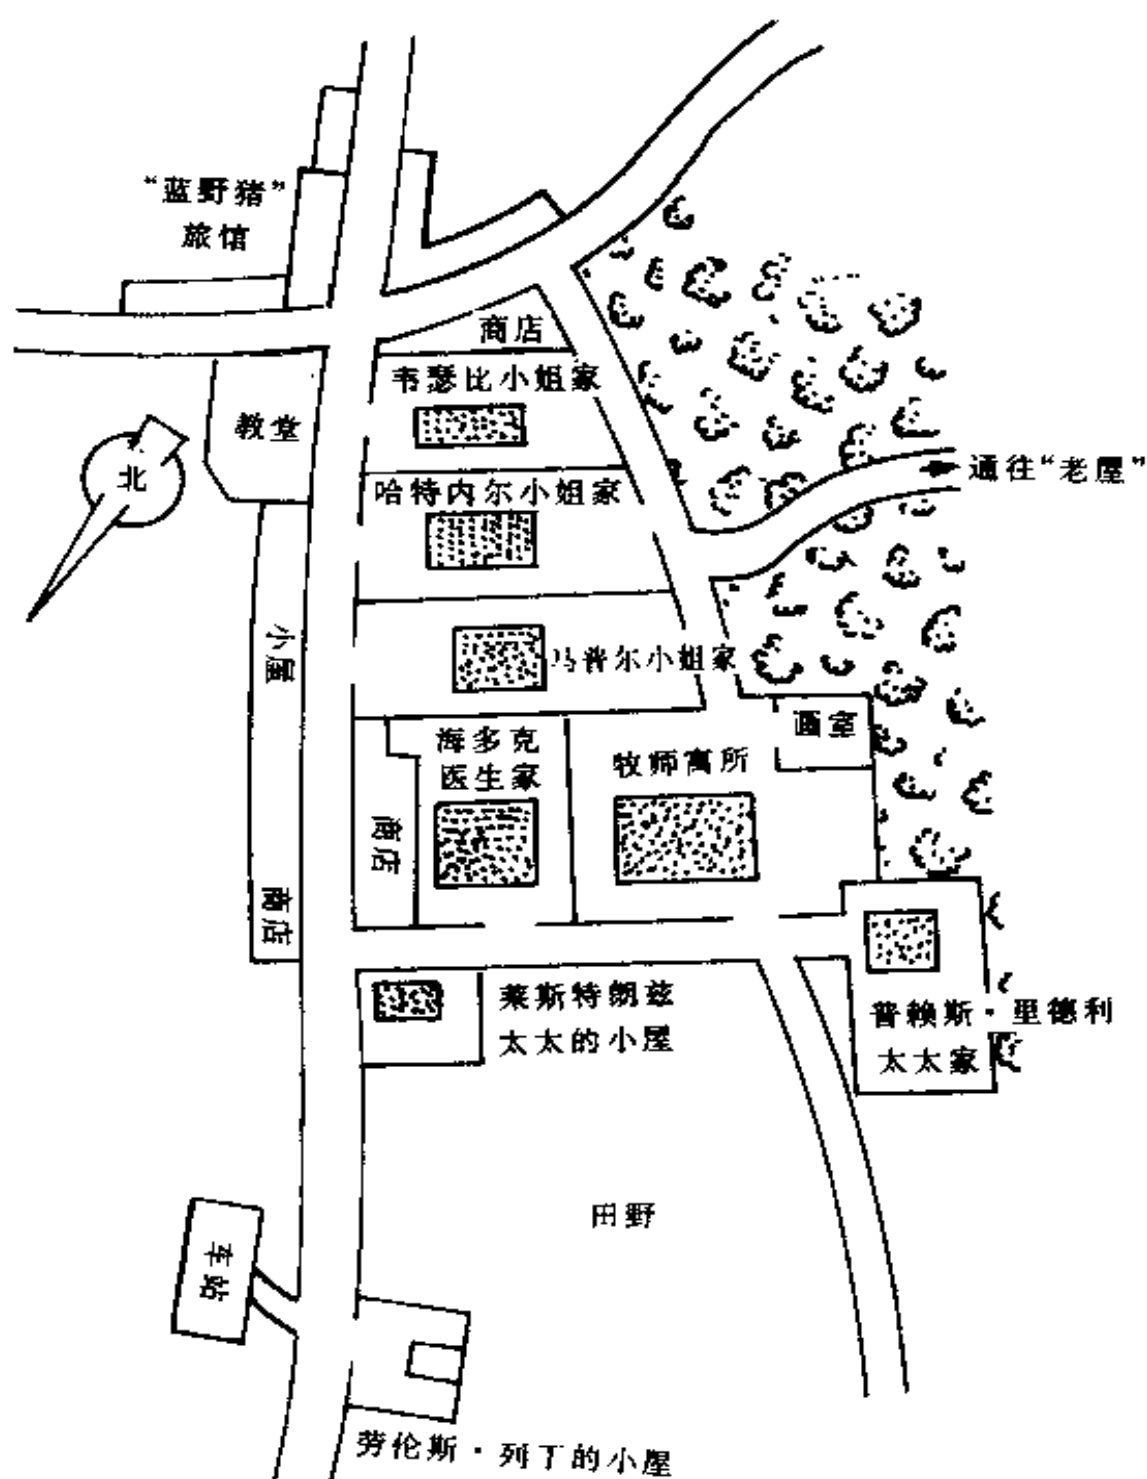 “蓝野猪”
旅馆
商店
韦瑟比小姐家
教堂
北
通往“老屋”
哈特内尔小姐家
小屋
马普尔小姐家
画室
海多克
医生家
牧师寓所
商店
商店
莱斯特朗兹
太太的小屋
普赖斯·里德利
太太家
田野
车站
劳伦斯·列丁的小屋